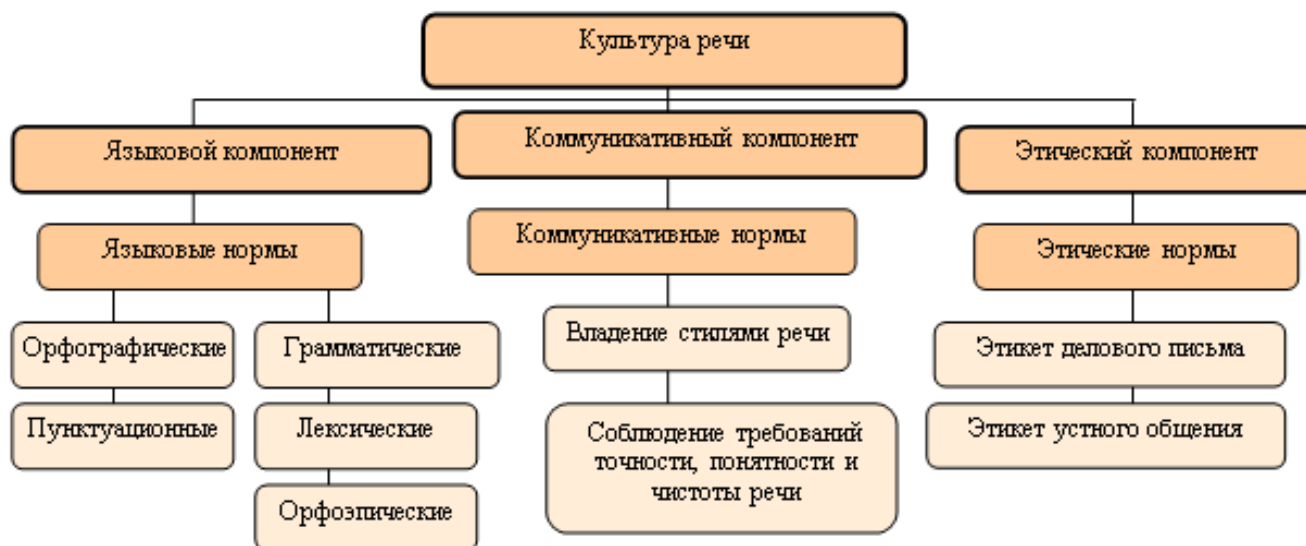 Культура речи
Языковой компонент
Коммуникативный компонент
Этический компонент
Языковые нормы
Коммуникативные нормы
Этические нормы
Орфографические
Грамматические
Владение стилями речи
Этикет делового письма
Пунктуационные
Лексические
Соблюдение требований
точности, понятности и
чистоты речи
Этикет устного общения
Орфоэпические